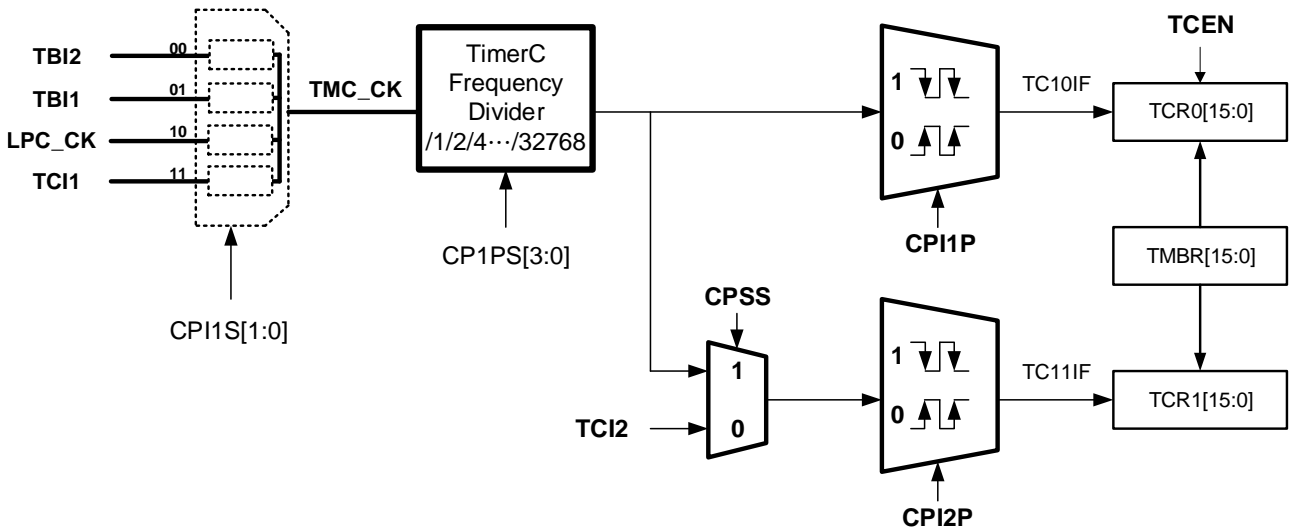 TBI2
00
TBI1
01
LPC_CK
10
TCI1
11
CPI1S[1:0]
TMC_CK
TimerC
Frequency
Divider
/1/2/4⋯/32768
CP1PS[3:0]
1
0
CPI1P
TC10IF
TCEN
TCR0[15:0]
TMBR[15:0]
CPSS
1
0
TCI2
1
0
CPI2P
TC11IF
TCR1[15:0]